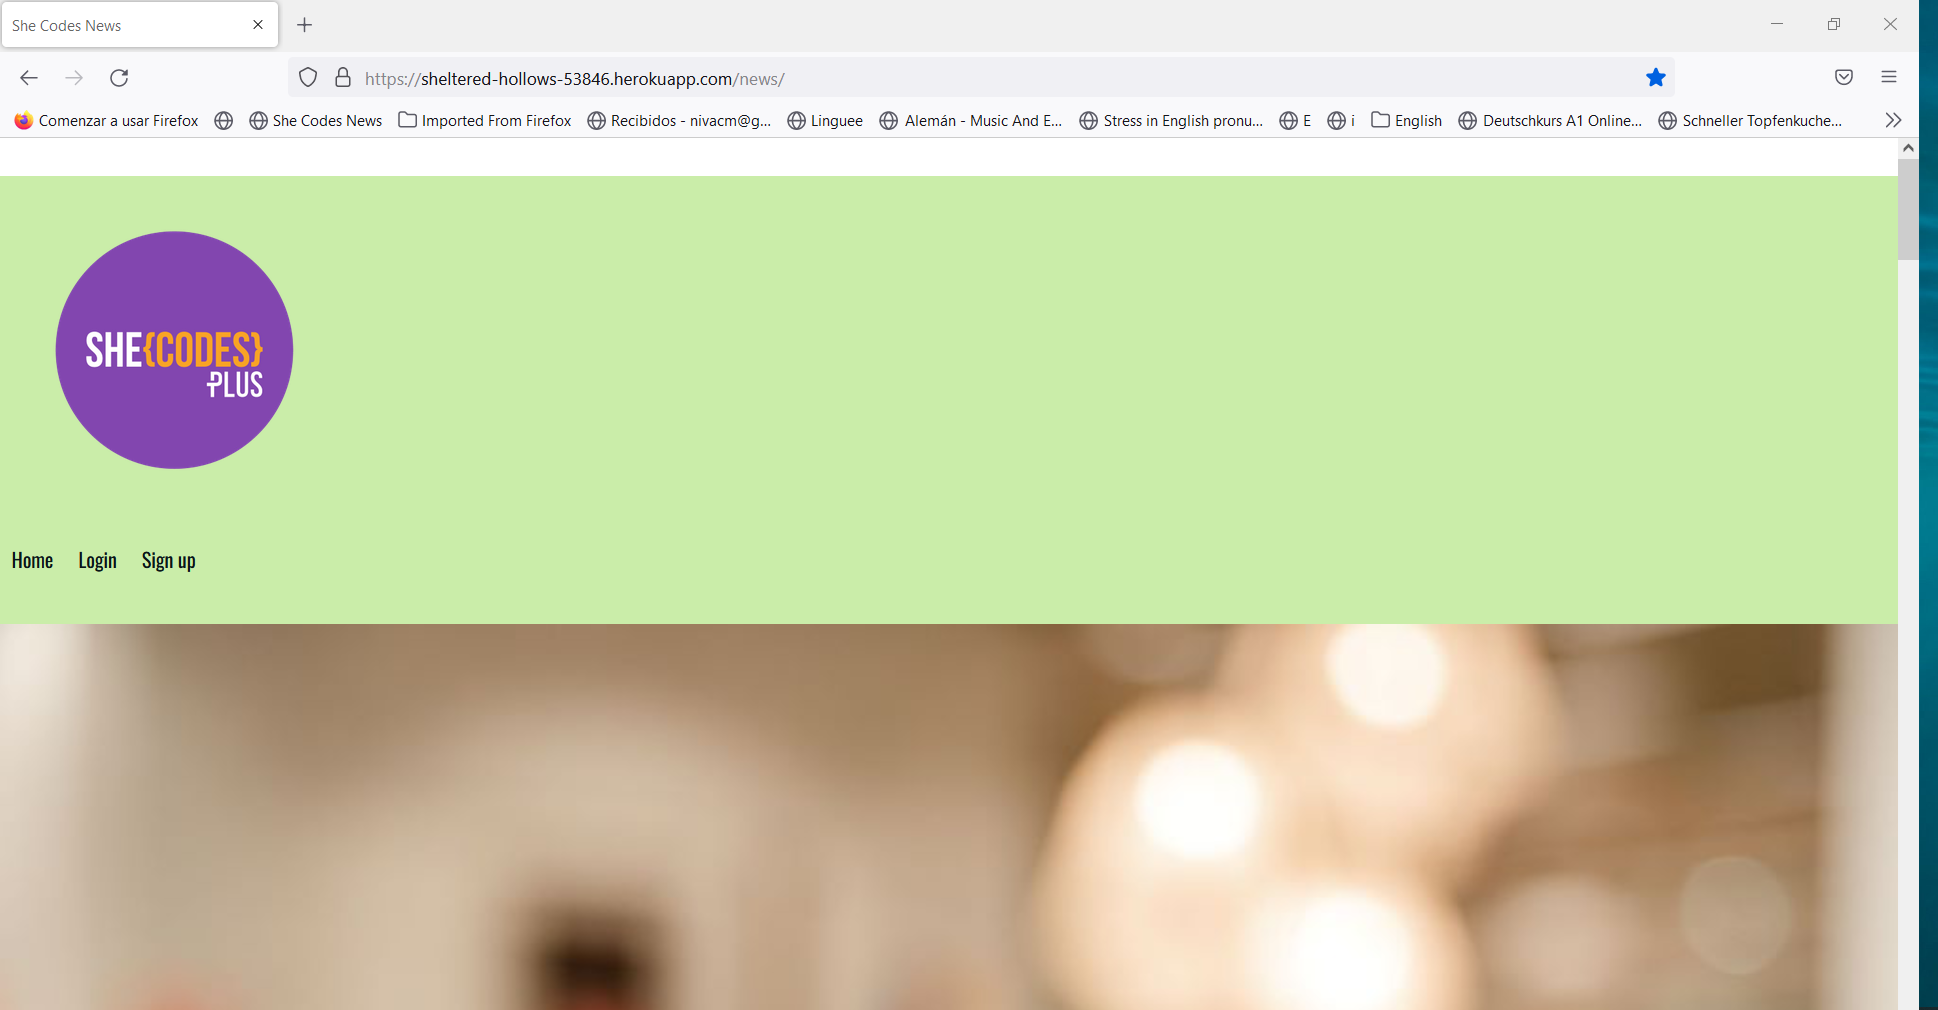 She Codes News
https://sheltered-hollows-53846.herokuapp.com/news/
Comenzar a usar Firefox She Codes News Imported From Firefox Recibidos - nivacm@g... Linguee Alemán - Music And E... Stress in English pronu... E i English Deutschkurs A1 Online... Schneller Topfenkuche...
SHE{CODES}
PLUS
Home Login Sign up